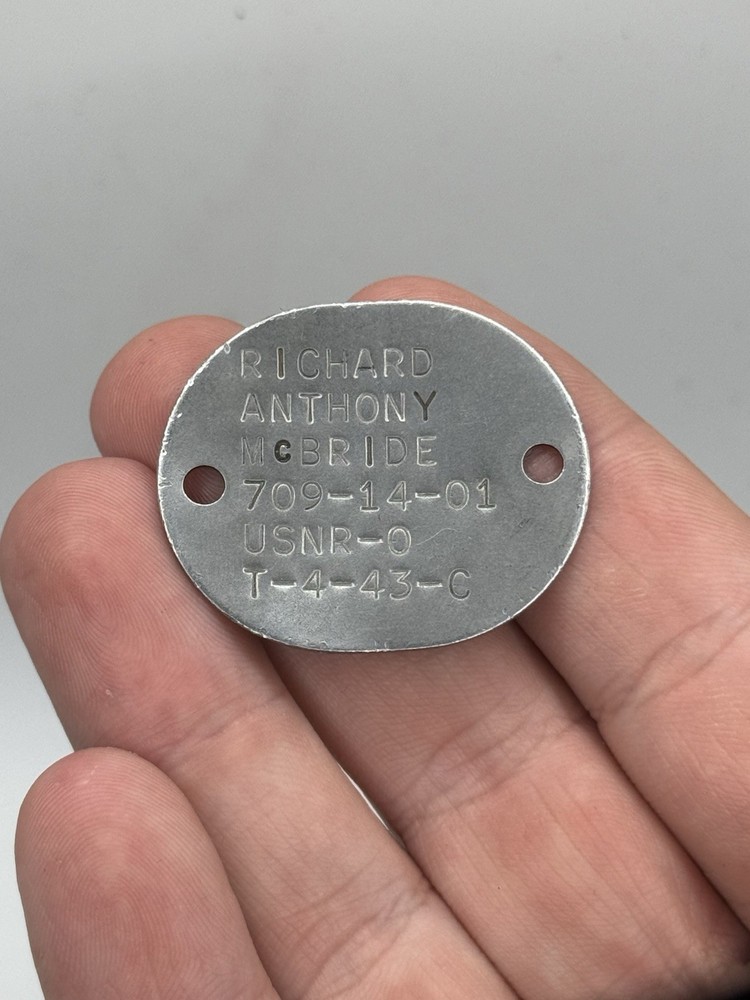 RICHARD
ANTHONY
McBRIDE
709-14-01
USNR-O
T-4-43-C